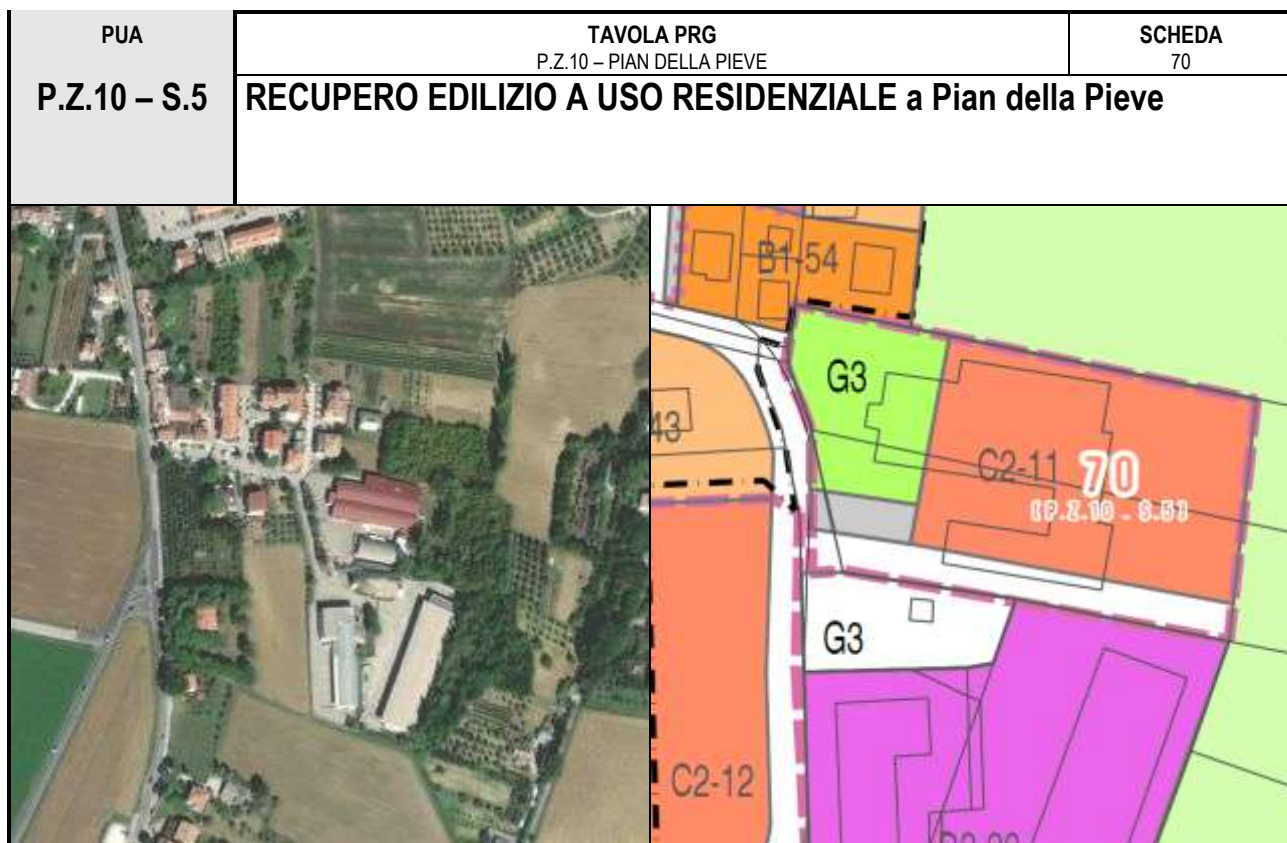 PUA
TAVOLA PRG
SCHEDA
P.Z.10 – PIAN DELLA PIEVE
70
P.Z.10 – S.5
RECUPERO EDILIZIO A USO RESIDENZIALE a Pian della Pieve
B1-54
G3
43
C2-11
70
[P.Z.10 - S.5]
G3
C2-12